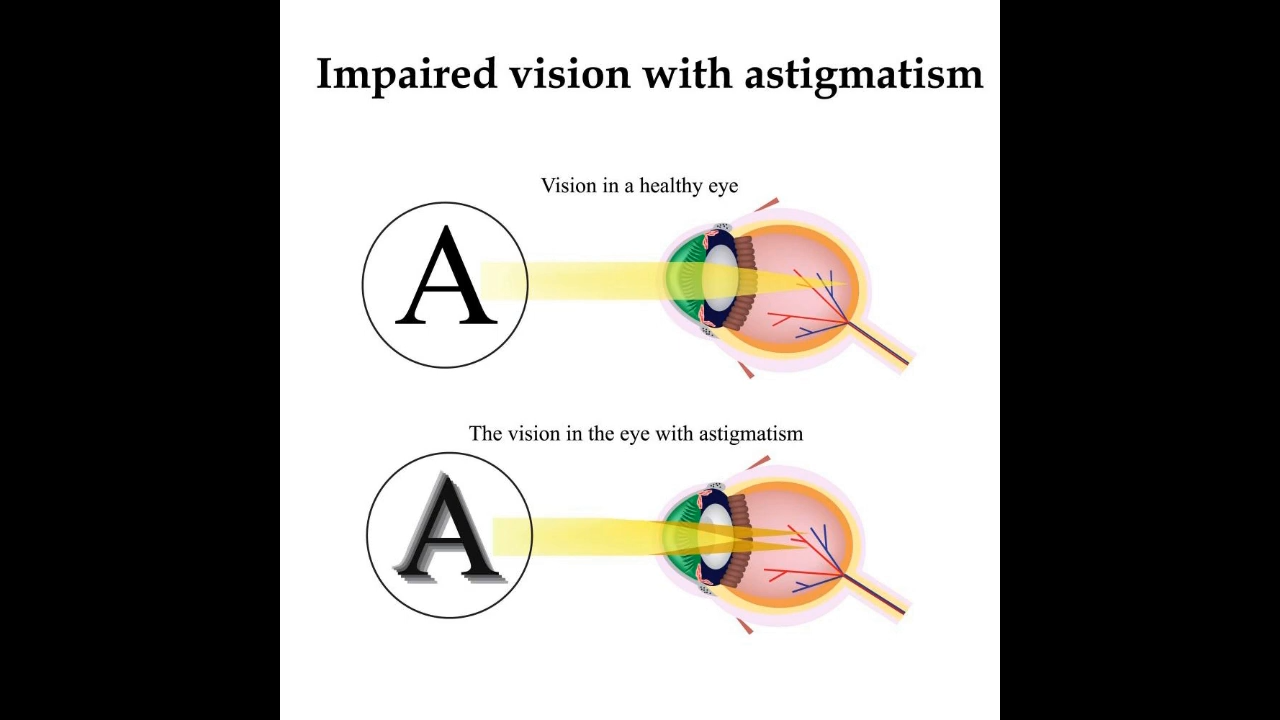 Impaired vision with astigmatism
Vision in a healthy eye
A
The vision in the eye with astigmatism
A